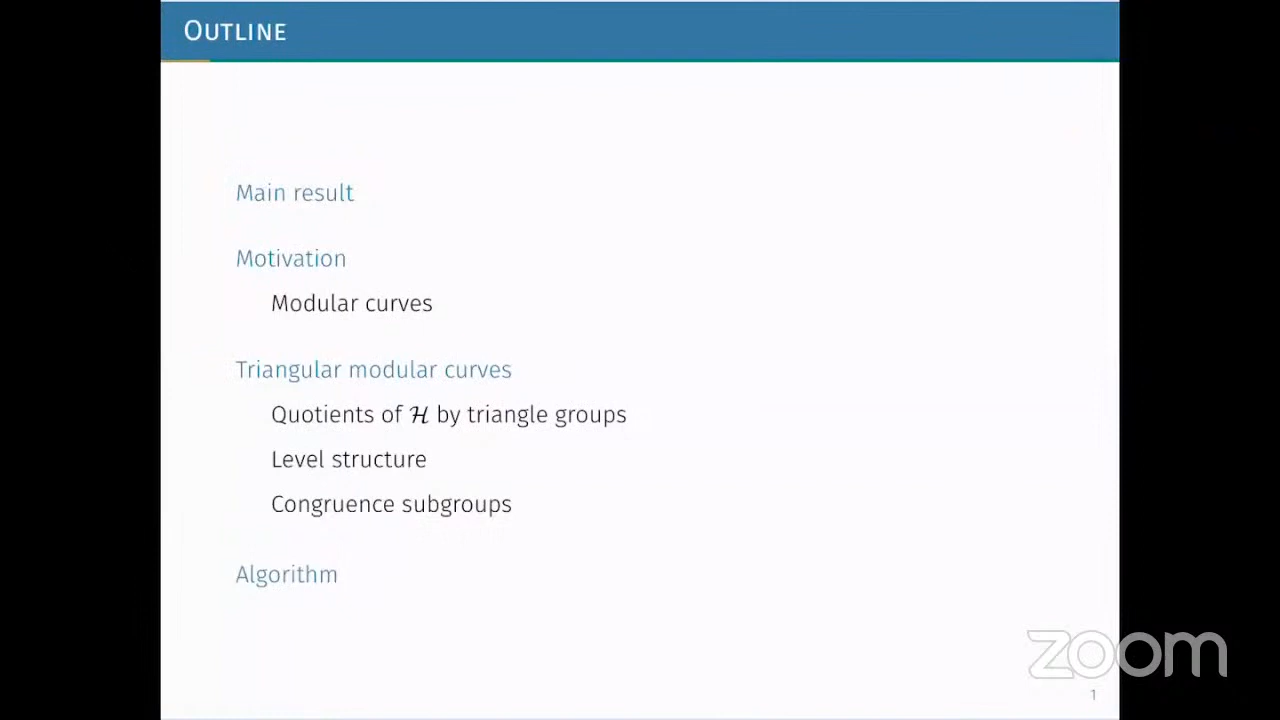 OUTLINE
Main result
Motivation
Modular curves
Triangular modular curves
Quotients of ℋ by triangle groups
Level structure
Congruence subgroups
Algorithm
zoom
1